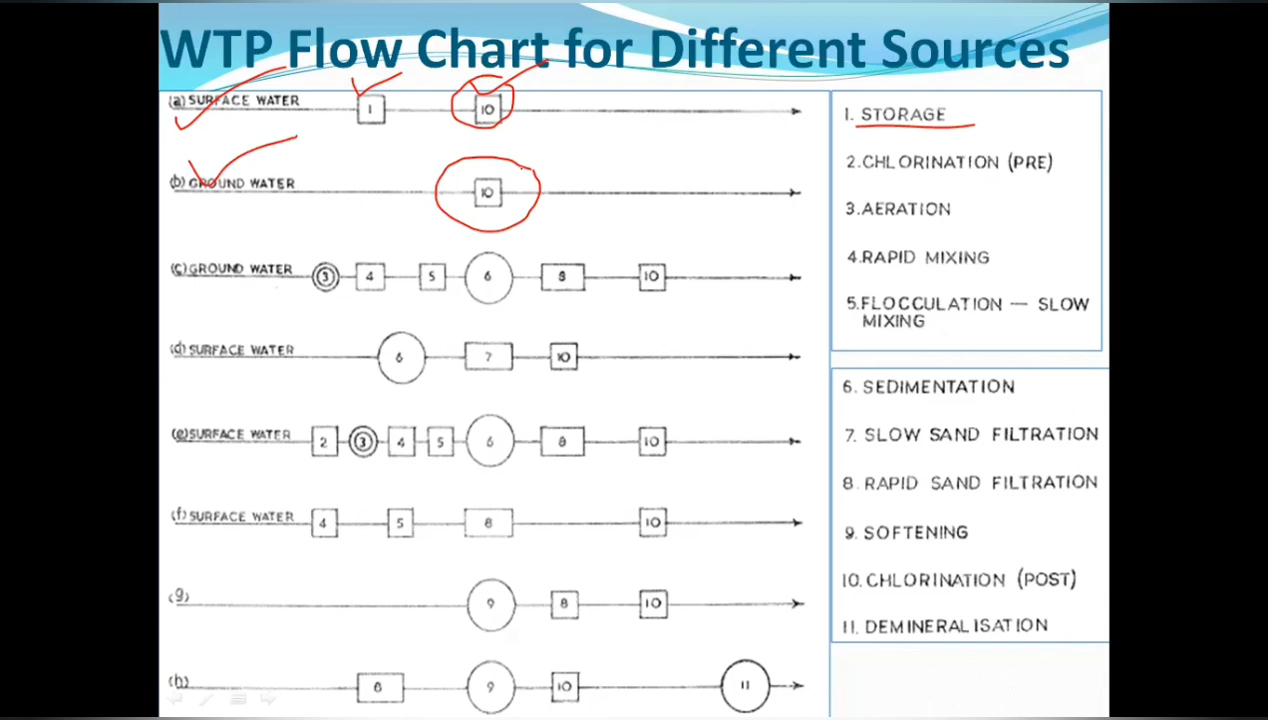 WTP Flow Chart for Different Sources
(a) SURFACE WATER 1 10
(b) GROUND WATER 10
(c) GROUND WATER 3 4 5 6 8 10
(d) SURFACE WATER 6 7 10
(e) SURFACE WATER 2 3 4 5 6 8 10
(f) SURFACE WATER 4 5 8 10
(g) 9 8 10
(h) 8 9 10 11
1. STORAGE
2. CHLORINATION (PRE)
3. AERATION
4. RAPID MIXING
5. FLOCCULATION — SLOW
MIXING
6. SEDIMENTATION
7. SLOW SAND FILTRATION
8. RAPID SAND FILTRATION
9. SOFTENING
10. CHLORINATION (POST)
11. DEMINERALISATION